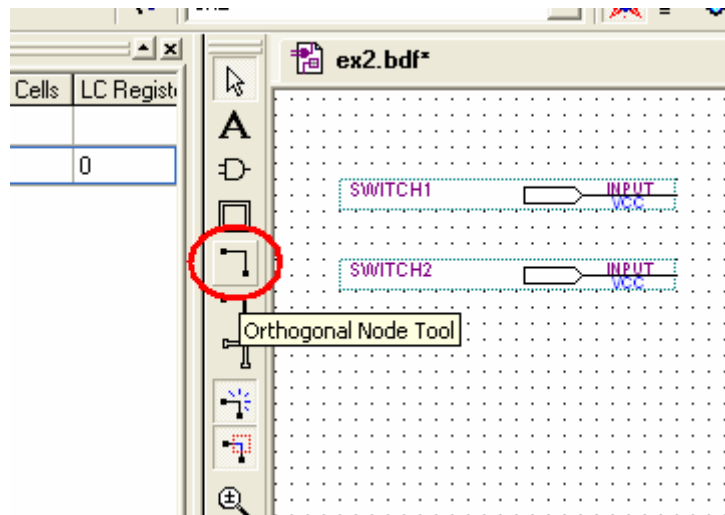 ex2.bdf*
Cells LC Regist
0
SWITCH1 INPUT
VCC
SWITCH2 INPUT
VCC
Orthogonal Node Tool